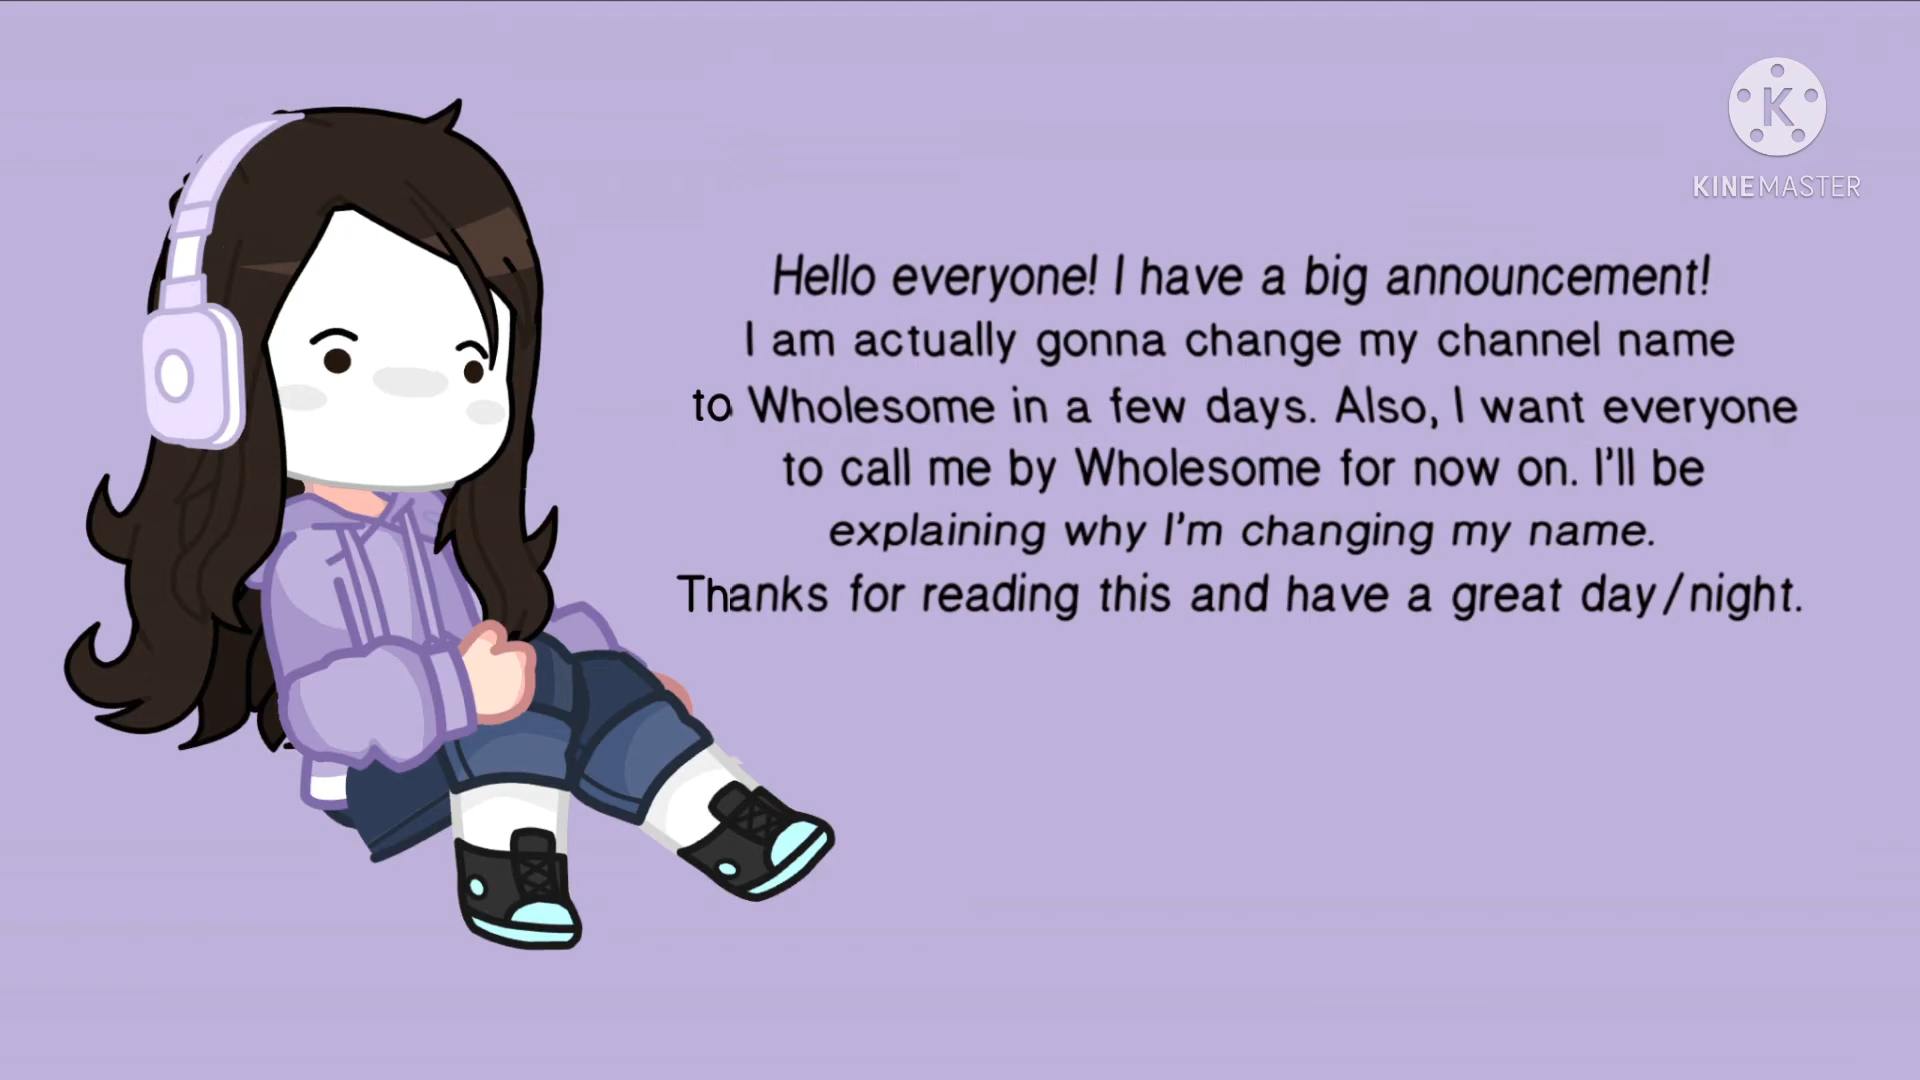 K
KINEMASTER
Hello everyone! I have a big announcement!
I am actually gonna change my channel name
to Wholesome in a few days. Also, I want everyone
to call me by Wholesome for now on. I'll be
explaining why I'm changing my name.
Thanks for reading this and have a great day/night.